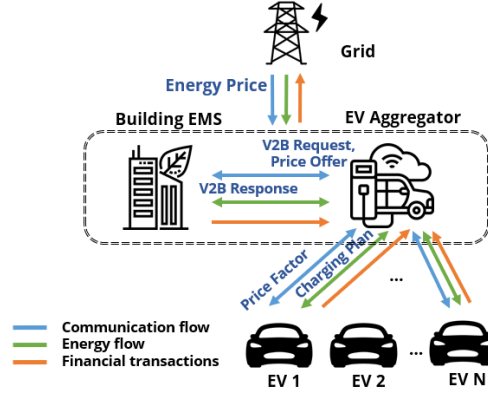 Grid
Energy Price
Building EMS
EV Aggregator
V2B Request,
Price Offer
V2B Response
Price Factor
Charging Plan
...
Communication flow
Energy flow
Financial transactions
...
EV 1
EV 2
EV N